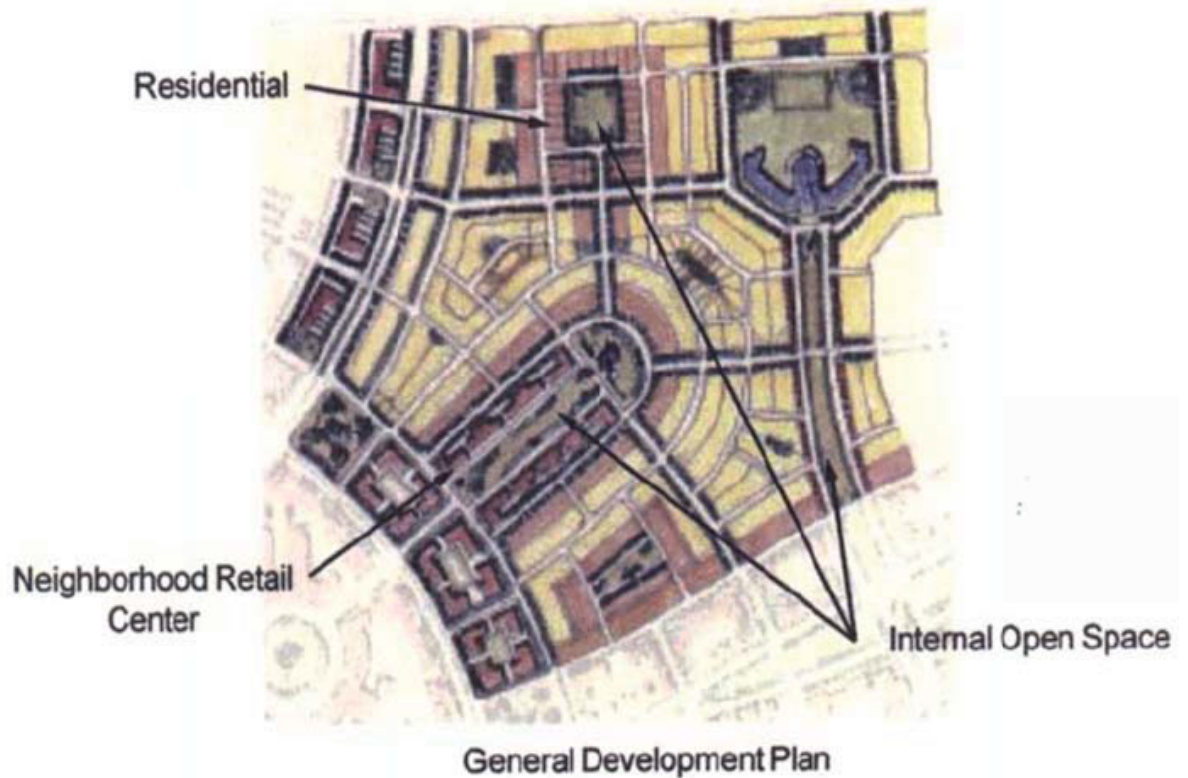 Residential
Neighborhood Retail
Center
Internal Open Space
General Development Plan